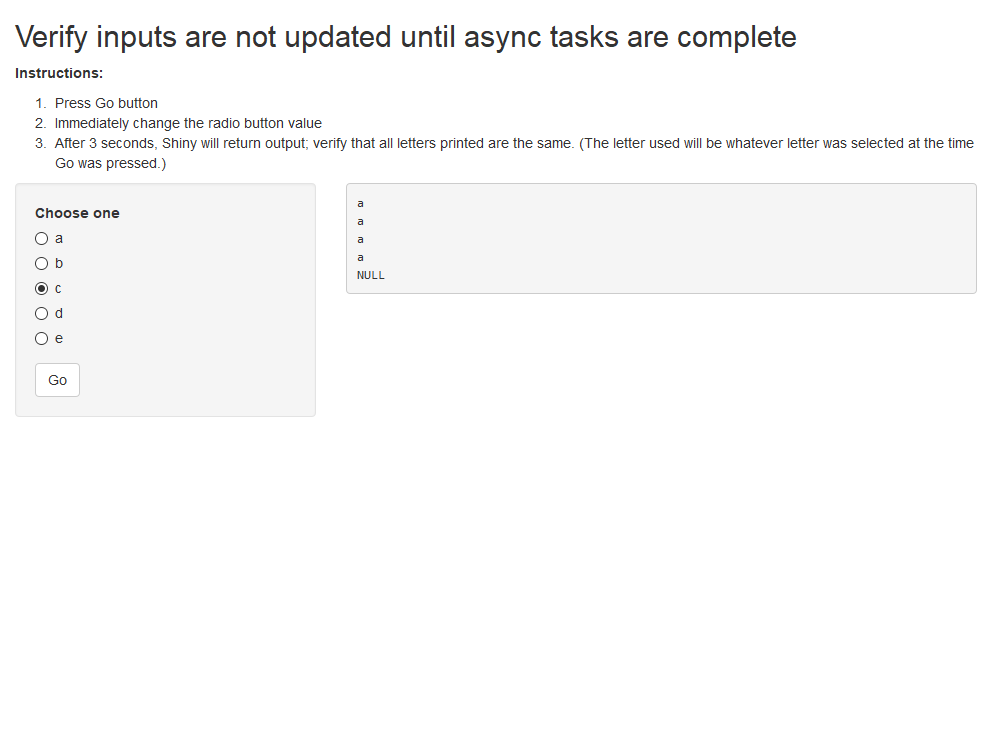 Verify inputs are not updated until async tasks are complete
Instructions:
1. Press Go button
2. Immediately change the radio button value
3. After 3 seconds, Shiny will return output; verify that all letters printed are the same. (The letter used will be whatever letter was selected at the time
Go was pressed.)
Choose one
a
b
c
d
e
Go
a
a
a
a
NULL